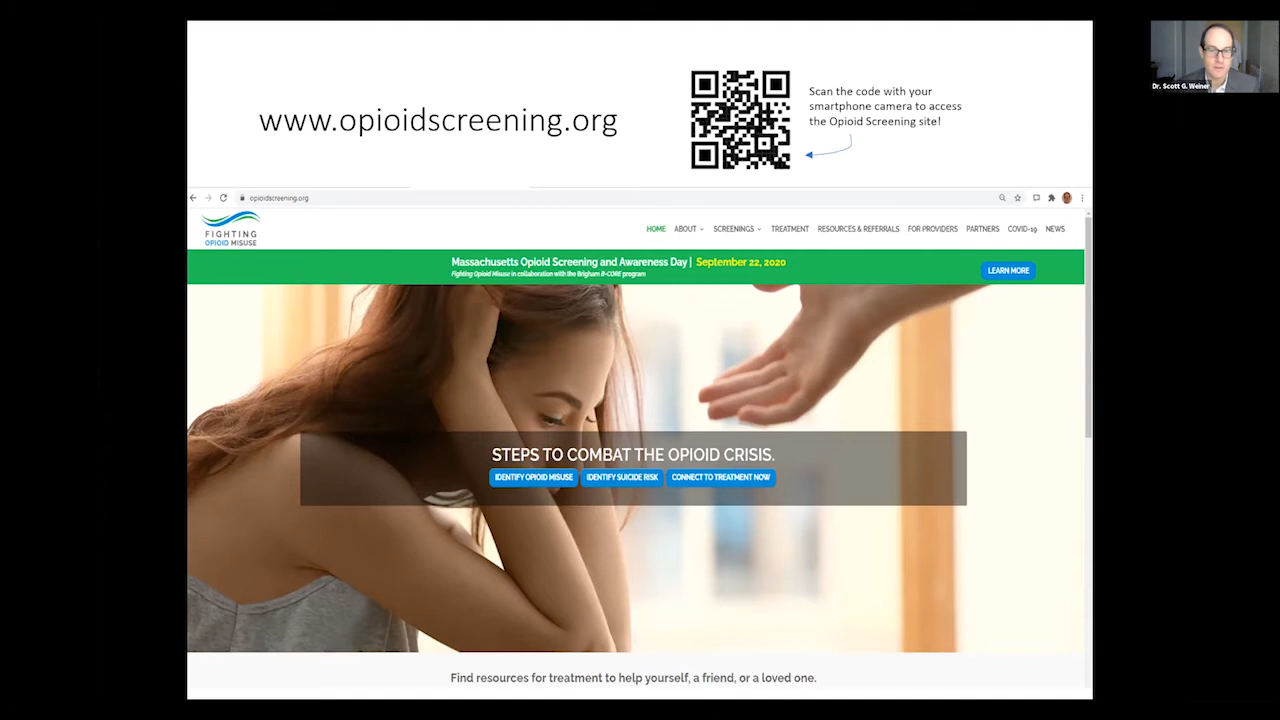 www.opioidscreening.org
Scan the code with your
smartphone camera to access
the Opioid Screening site!
Dr. Scott G. Weiner
opioidscreening.org
FIGHTING
OPIOID MISUSE
HOME ABOUT SCREENINGS TREATMENT RESOURCES & REFERRALS FOR PROVIDERS PARTNERS COVID-19 NEWS
Massachusetts Opioid Screening and Awareness Day | September 22, 2020
Fighting Opioid Misuse in collaboration with the Brigham B-CORE program
LEARN MORE
STEPS TO COMBAT THE OPIOID CRISIS.
IDENTIFY OPIOID MISUSE IDENTIFY SUICIDE RISK CONNECT TO TREATMENT NOW
Find resources for treatment to help yourself, a friend, or a loved one.